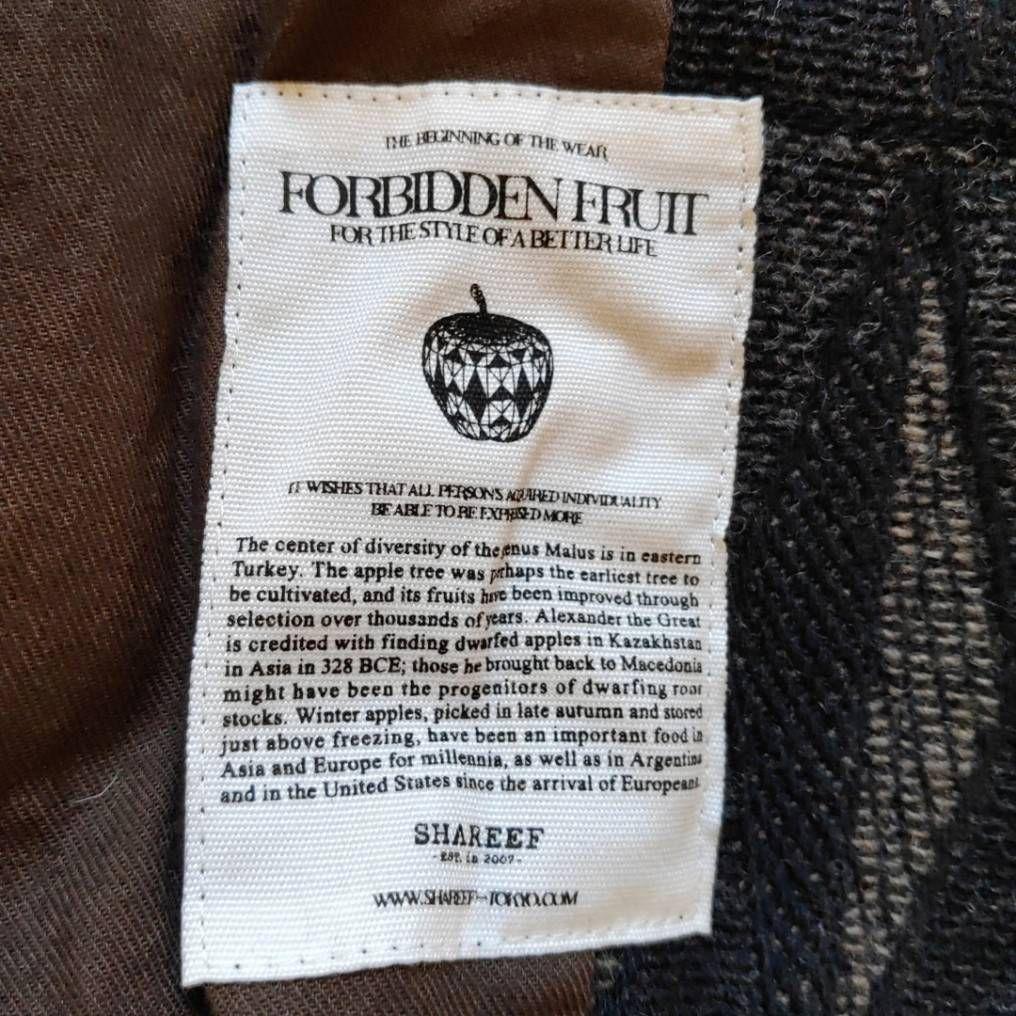 THE BEGINNING OF THE WEAR
FORBIDDEN FRUIT
FOR THE STYLE OF A BETTER LIFE
IT WISHES THAT ALL PERSON'S AQUIRED INDIVIDUALITY
BE ABLE TO BE EXPRESED MORE
The center of diversity of the genus Malus is in eastern
Turkey. The apple tree was perhaps the earliest tree to
be cultivated, and its fruits have been improved through
selection over thousands of years. Alexander the Great
is credited with finding dwarfed apples in Kazakhstan
in Asia in 328 BCE; those he brought back to Macedonia
might have been the progenitors of dwarfing root
stocks. Winter apples, picked in late autumn and stored
just above freezing, have been an important food in
Asia and Europe for millennia, as well as in Argentina
and in the United States since the arrival of Europeans.
SHAREEF
- EST. in 2007 -
WWW.SHAREEF-TOKYO.COM